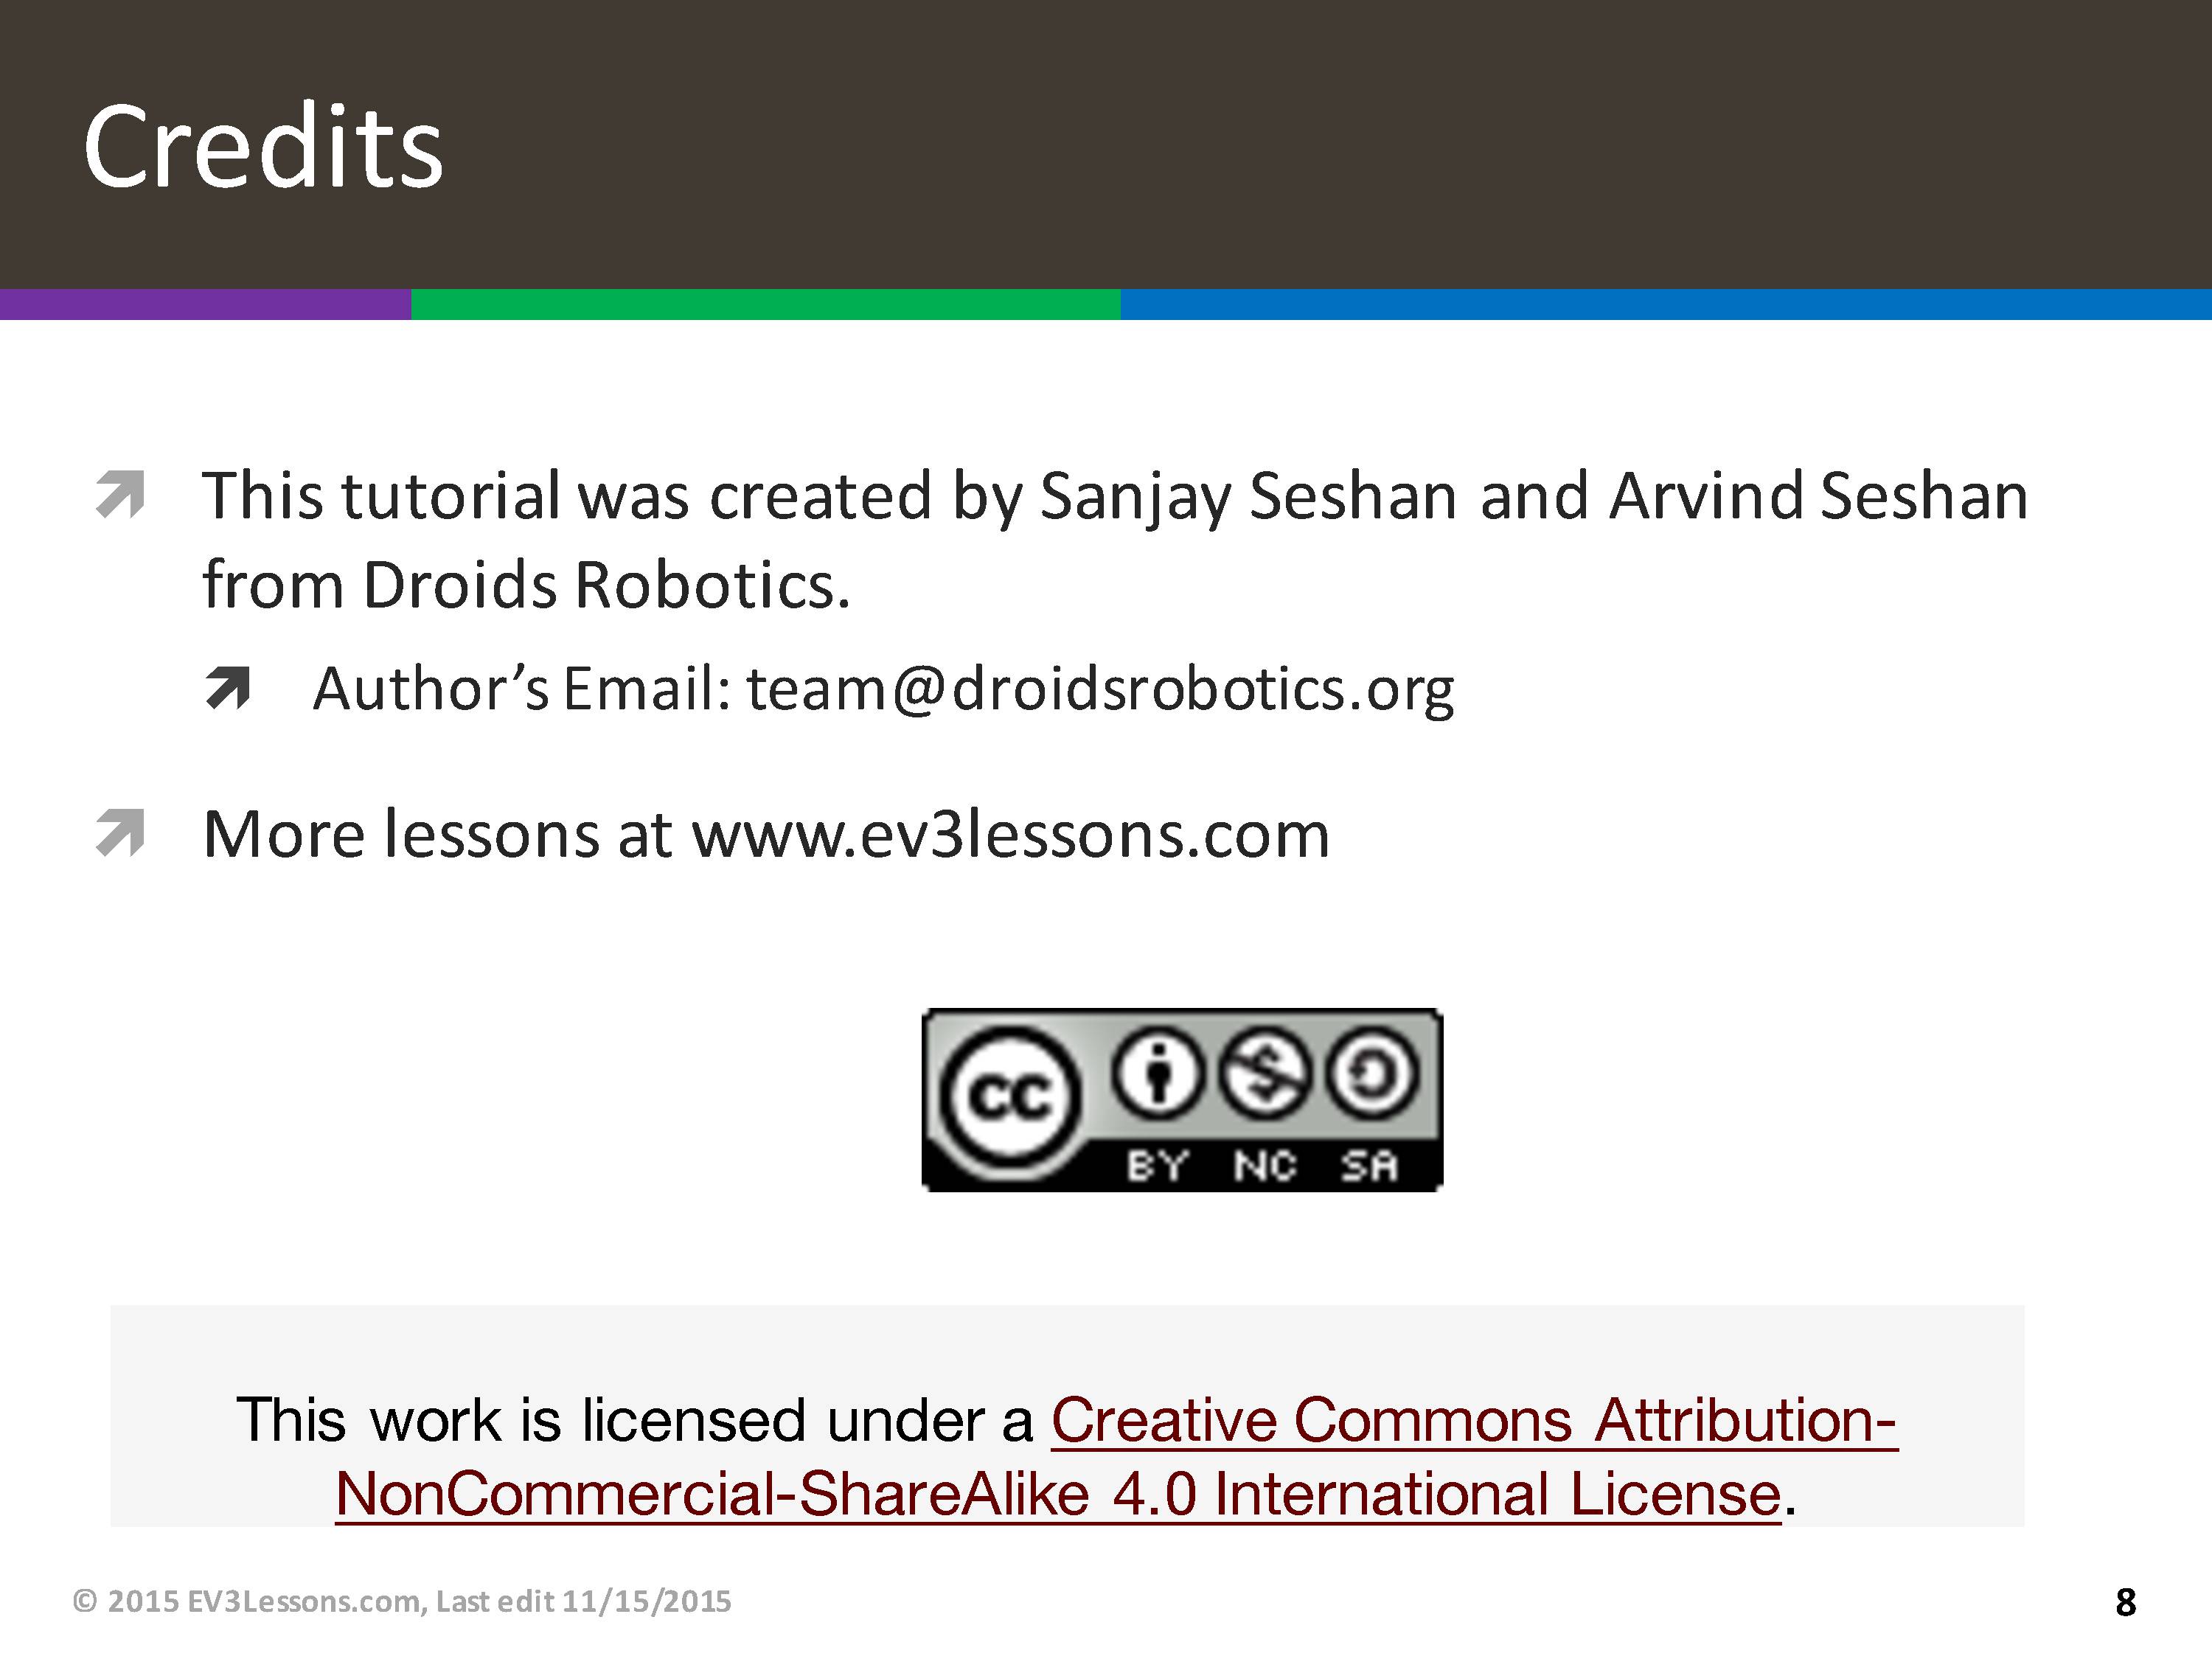 Credits
This tutorial was created by Sanjay Seshan and Arvind Seshan
from Droids Robotics.
Author’s Email: team@droidsrobotics.org
More lessons at www.ev3lessons.com
cc
BY NC SA
This work is licensed under a Creative Commons Attribution-
NonCommercial-ShareAlike 4.0 International License.
© 2015 EV3Lessons.com, Last edit 11/15/2015
8